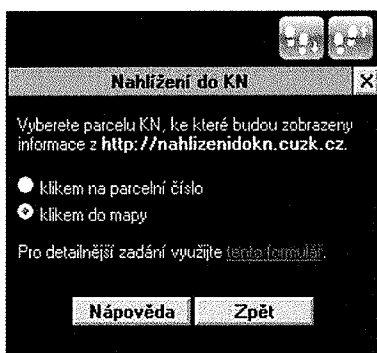 Nahlížení do KN
Vyberete parcelu KN, ke které budou zobrazeny
informace z http://nahlizenidokn.cuzk.cz.
klikem na parcelní číslo
klikem do mapy
Pro detailnější zadání využijte tento formulář.
Nápověda Zpět